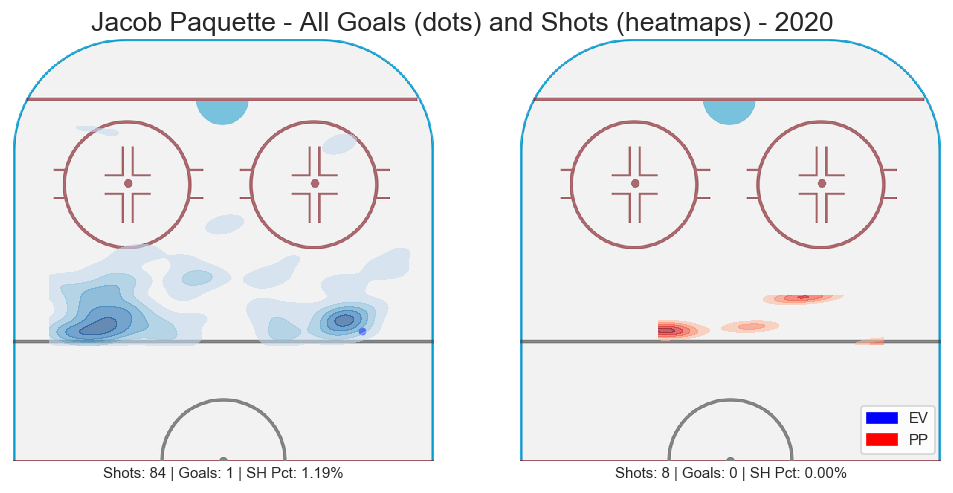 Jacob Paquette - All Goals (dots) and Shots (heatmaps) - 2020
EV
PP
Shots: 84 | Goals: 1 | SH Pct: 1.19%
Shots: 8 | Goals: 0 | SH Pct: 0.00%